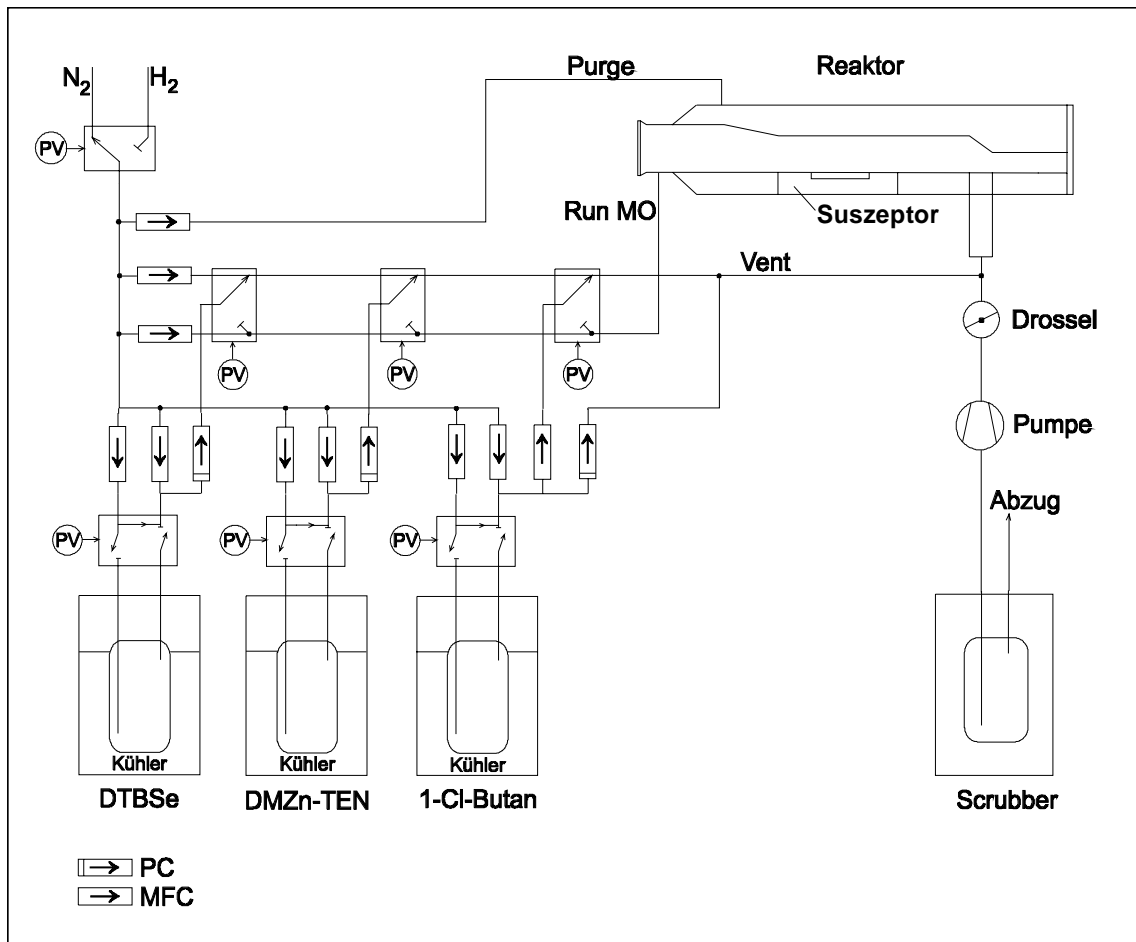 N2
H2
Purge
Reaktor
PV
Run MO
Suszeptor
Vent
Drossel
PV
PV
PV
Pumpe
Abzug
PV
PV
PV
Kühler
Kühler
Kühler
DTBSe
DMZn-TEN
1-Cl-Butan
Scrubber
PC
MFC